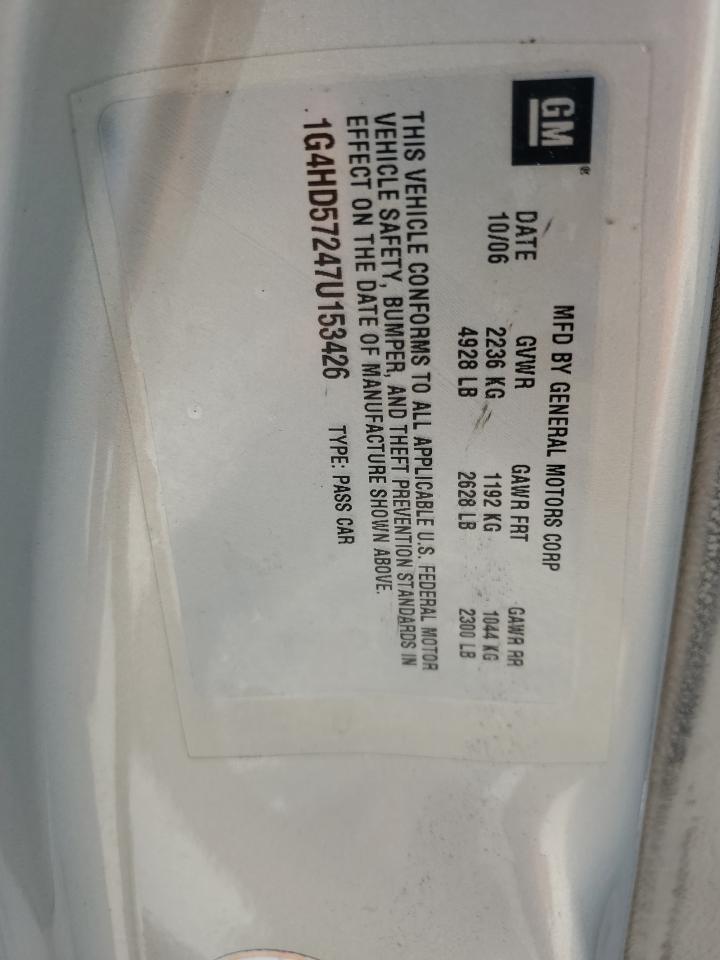 GM®
MFD BY GENERAL MOTORS CORP
DATE GVWR GAWR FRT GAWR RR
10/06 2236 KG 1192 KG 1044 KG
4928 LB 2628 LB 2300 LB
THIS VEHICLE CONFORMS TO ALL APPLICABLE U.S. FEDERAL MOTOR
VEHICLE SAFETY, BUMPER, AND THEFT PREVENTION STANDARDS IN
EFFECT ON THE DATE OF MANUFACTURE SHOWN ABOVE.
1G4HD57247U153426 TYPE: PASS CAR